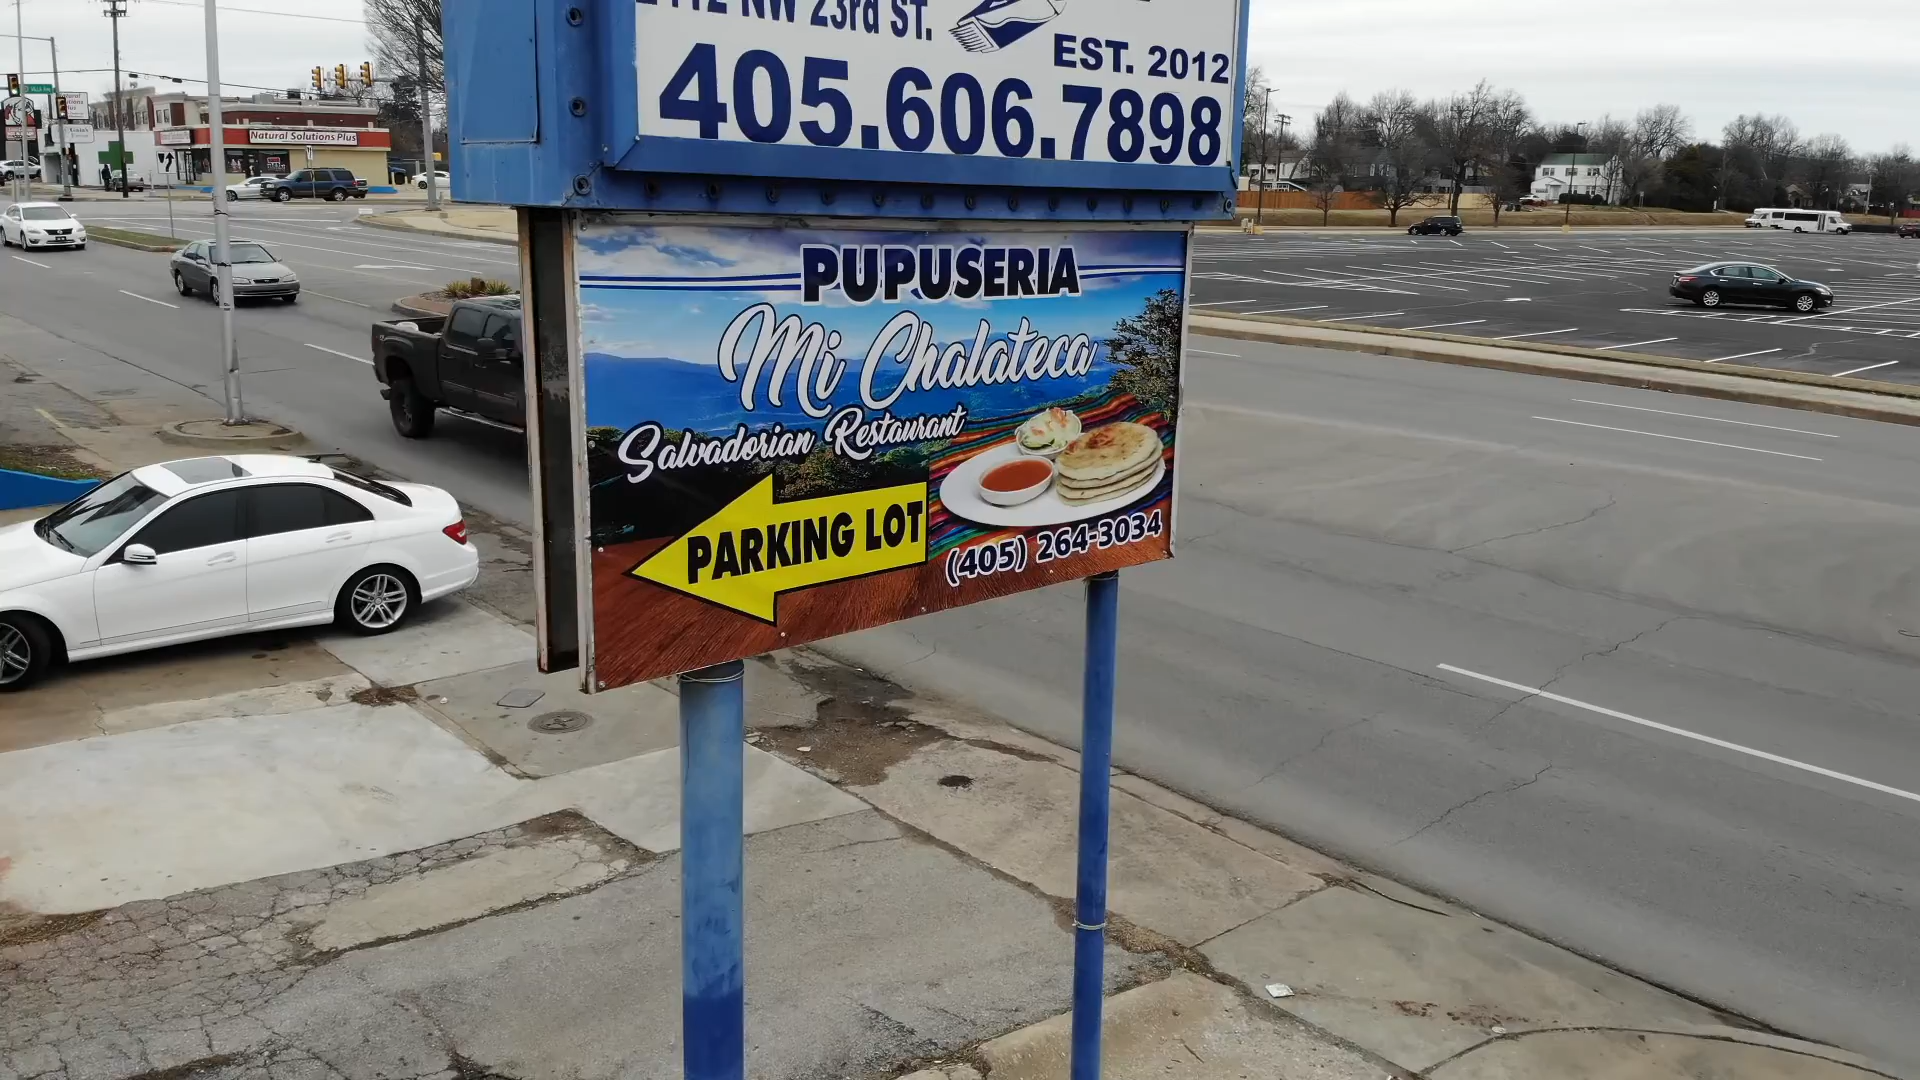 NW 23rd ST.
EST. 2012
405.606.7898
Natural Solutions Plus
PUPUSERIA
Mi Chalateca
Salvadorian Restaurant
PARKING LOT
(405) 264-3034